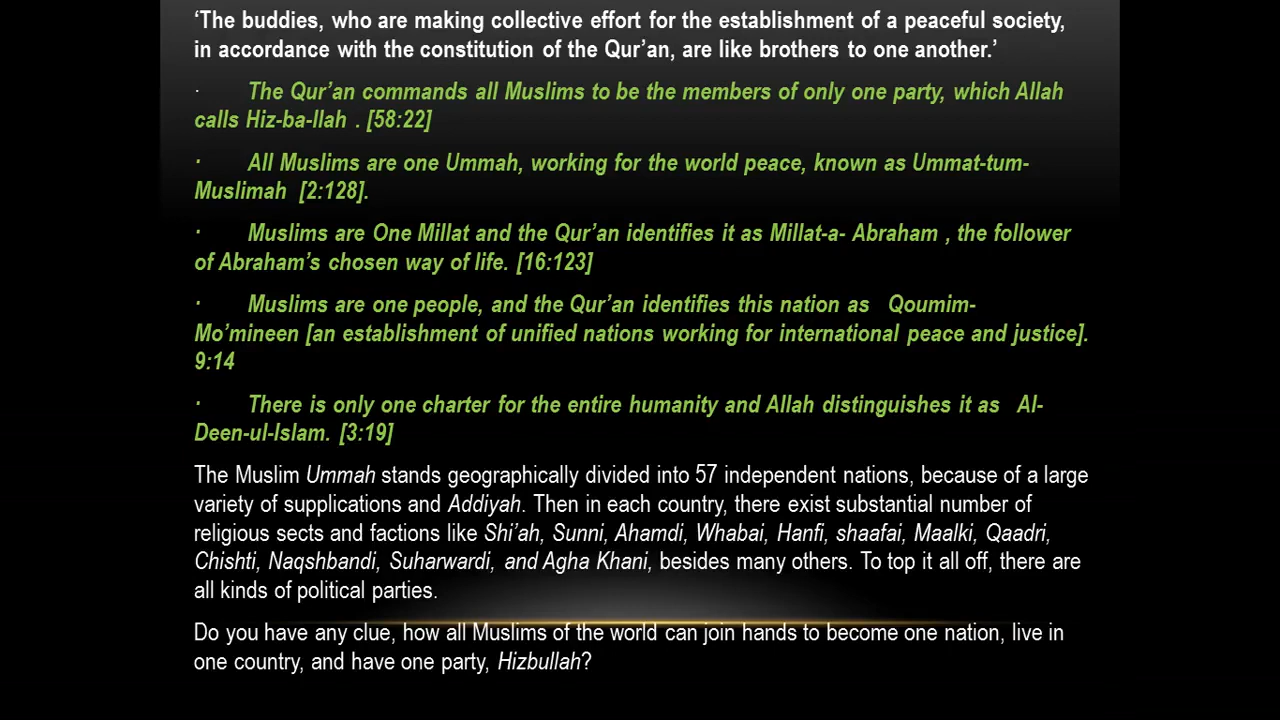 ‘The buddies, who are making collective effort for the establishment of a peaceful society,
in accordance with the constitution of the Qur’an, are like brothers to one another.’
· The Qur’an commands all Muslims to be the members of only one party, which Allah
calls Hiz-ba-llah . [58:22]
· All Muslims are one Ummah, working for the world peace, known as Ummat-tum-
Muslimah [2:128].
· Muslims are One Millat and the Qur’an identifies it as Millat-a- Abraham , the follower
of Abraham’s chosen way of life. [16:123]
· Muslims are one people, and the Qur’an identifies this nation as Qoumim-
Mo’mineen [an establishment of unified nations working for international peace and justice].
9:14
· There is only one charter for the entire humanity and Allah distinguishes it as Al-
Deen-ul-Islam. [3:19]
The Muslim Ummah stands geographically divided into 57 independent nations, because of a large
variety of supplications and Addiyah. Then in each country, there exist substantial number of
religious sects and factions like Shi’ah, Sunni, Ahamdi, Whabai, Hanfi, shaafai, Maalki, Qaadri,
Chishti, Naqshbandi, Suharwardi, and Agha Khani, besides many others. To top it all off, there are
all kinds of political parties.
Do you have any clue, how all Muslims of the world can join hands to become one nation, live in
one country, and have one party, Hizbullah?